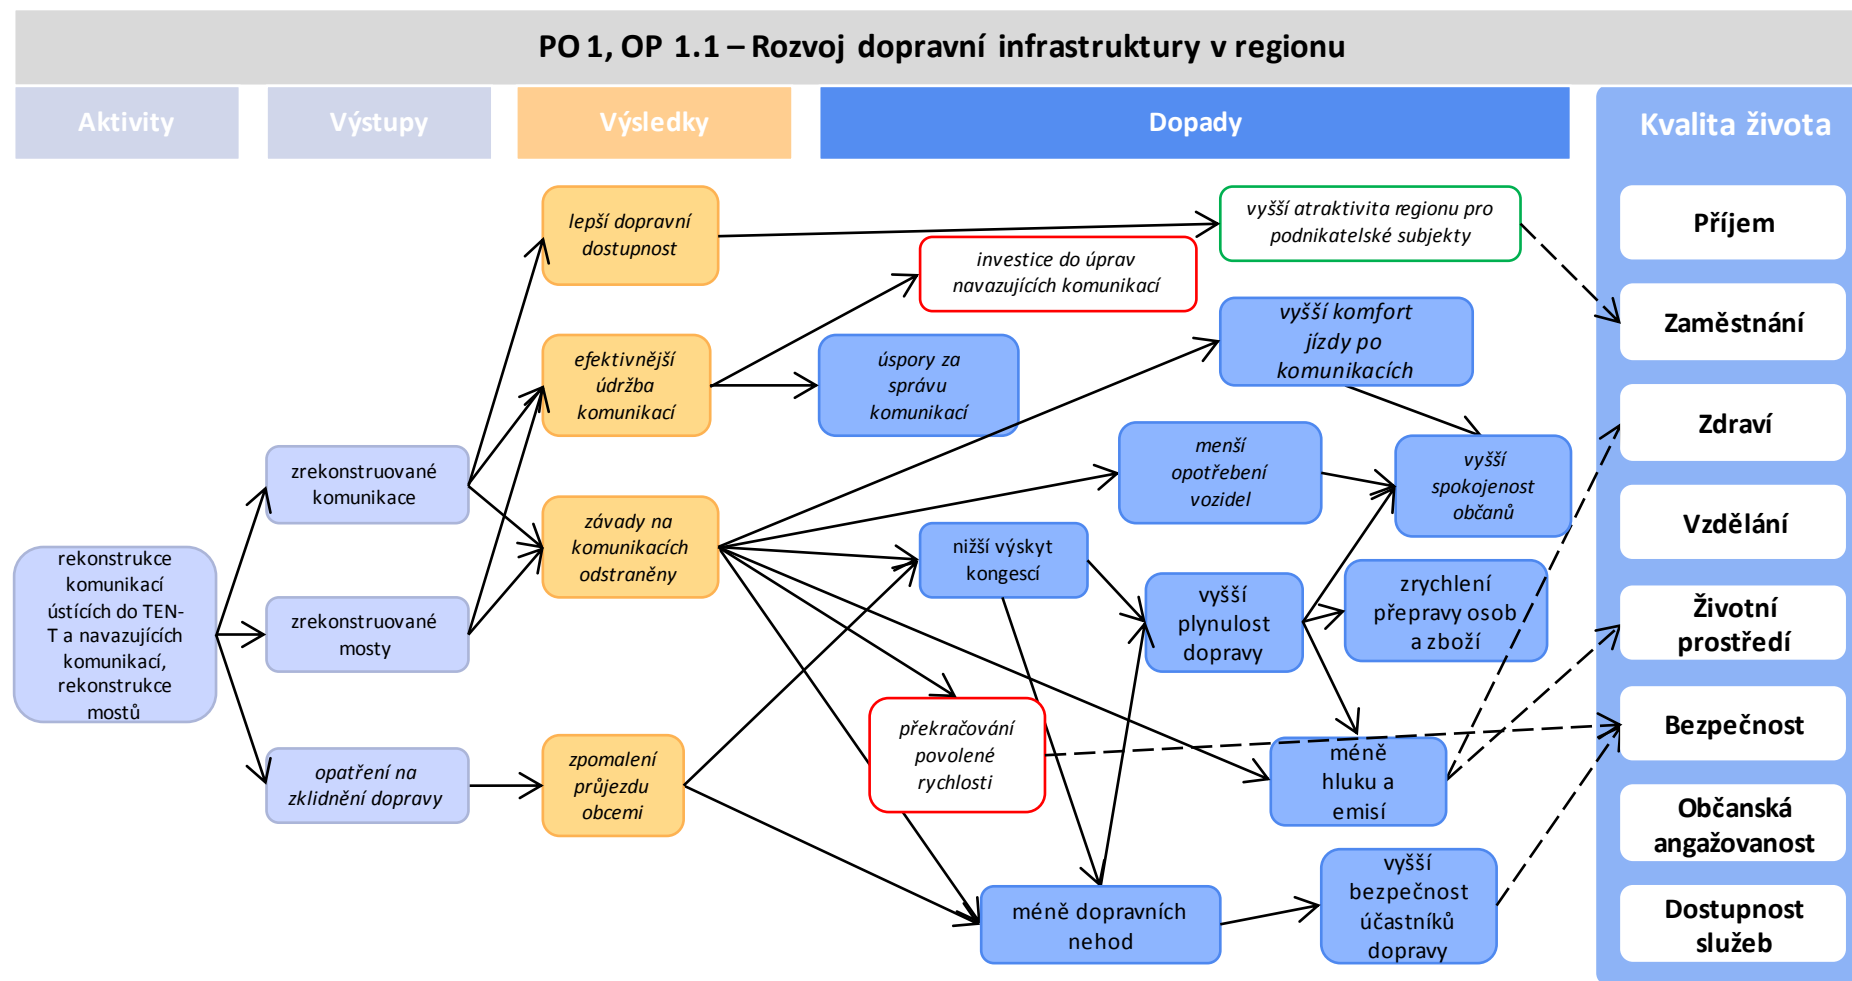 PO 1, OP 1.1 – Rozvoj dopravní infrastruktury v regionu
Aktivity
Výstupy
Výsledky
Dopady
Kvalita života
rekonstrukce
komunikací
ústících do TEN-
T a navazujících
komunikací,
rekonstrukce
mostů
zrekonstruované
komunikace
zrekonstruované
mosty
opatření na
zklidnění dopravy
lepší dopravní
dostupnost
efektivnější
údržba
komunikací
závady na
komunikacích
odstraněny
zpomalení
průjezdu
obcemi
vyšší atraktivita regionu pro
podnikatelské subjekty
investice do úprav
navazujících komunikací
vyšší komfort
jízdy po
komunikacích
úspory za
správu
komunikací
menší
opotřebení
vozidel
vyšší
spokojenost
občanů
nižší výskyt
kongescí
vyšší
plynulost
dopravy
zrychlení
přepravy osob
a zboží
překračování
povolené
rychlosti
méně
hluku a
emisí
méně dopravních
nehod
vyšší
bezpečnost
účastníků
dopravy
Příjem
Zaměstnání
Zdraví
Vzdělání
Životní
prostředí
Bezpečnost
Občanská
angažovanost
Dostupnost
služeb